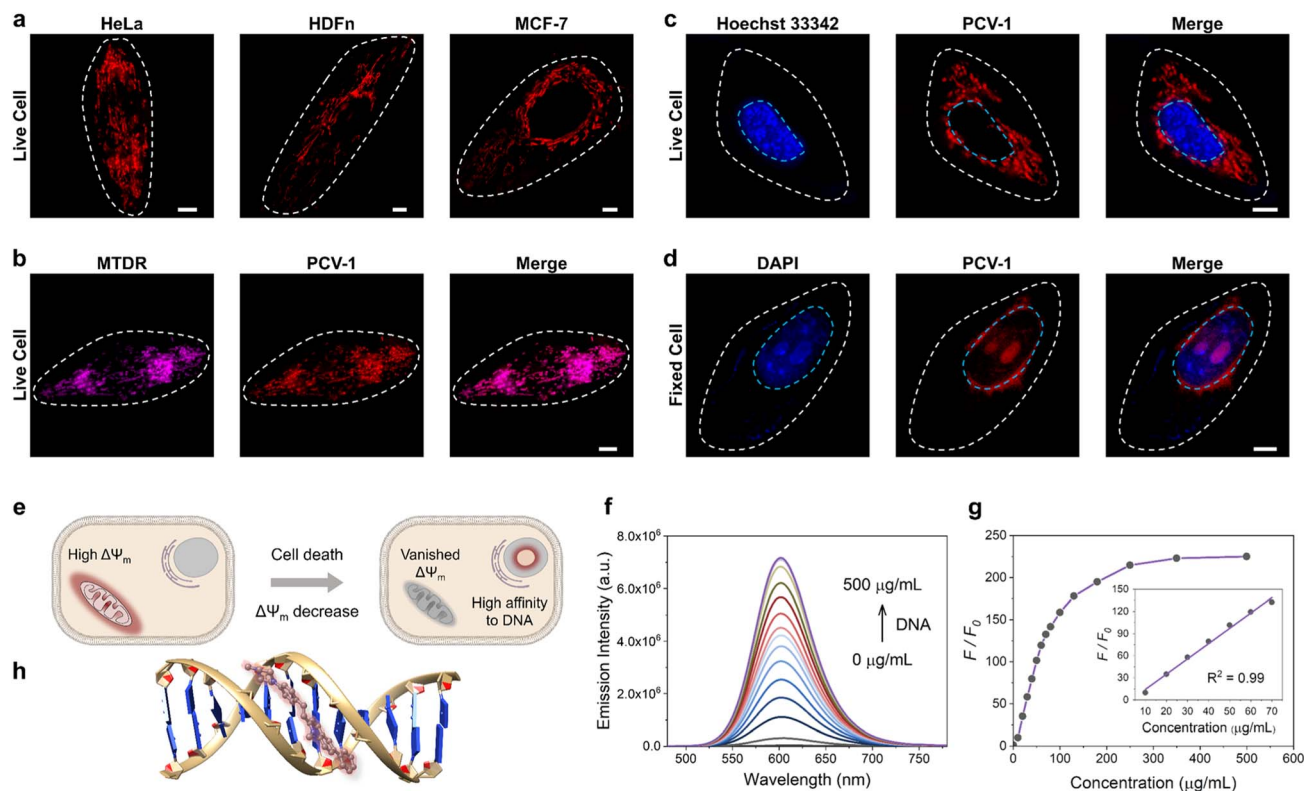 a
HeLa HDFn MCF-7
Live Cell
c
Hoechst 33342 PCV-1 Merge
Live Cell
b
MTDR PCV-1 Merge
Live Cell
d
DAPI PCV-1 Merge
Fixed Cell
e
High ΔΨm
Cell death
ΔΨm decrease
Vanished
ΔΨm
High affinity
to DNA
h
f
Emission Intensity (a.u.)
8.0x10⁶
6.0x10⁶
4.0x10⁶
2.0x10⁶
0.0
500 μg/mL
DNA
0 μg/mL
500 550 600 650 700 750
Wavelength (nm)
g
F / F0
250
200
150
100
50
0
0 100 200 300 400 500 600
Concentration (μg/mL)
F / F0
150
120
90
60
30
0
R² = 0.99
10 20 30 40 50 60 70
Concentration (μg/mL)